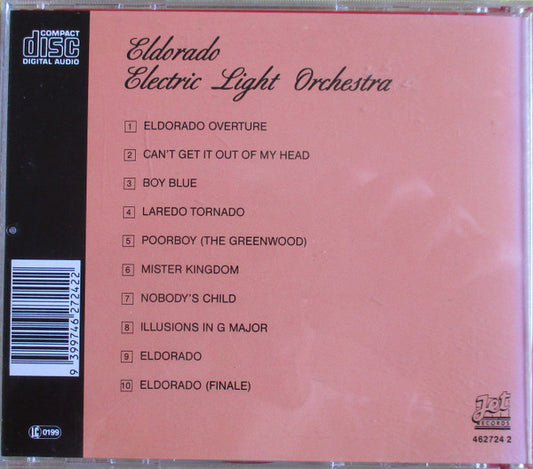 COMPACT
disc
DIGITAL AUDIO
Eldorado
Electric Light Orchestra
1 ELDORADO OVERTURE
2 CAN'T GET IT OUT OF MY HEAD
3 BOY BLUE
4 LAREDO TORNADO
5 POORBOY (THE GREENWOOD)
6 MISTER KINGDOM
7 NOBODY'S CHILD
8 ILLUSIONS IN G MAJOR
9 ELDORADO
10 ELDORADO (FINALE)
9 399746 272422
LC 0199
Jet
RECORDS
462724 2